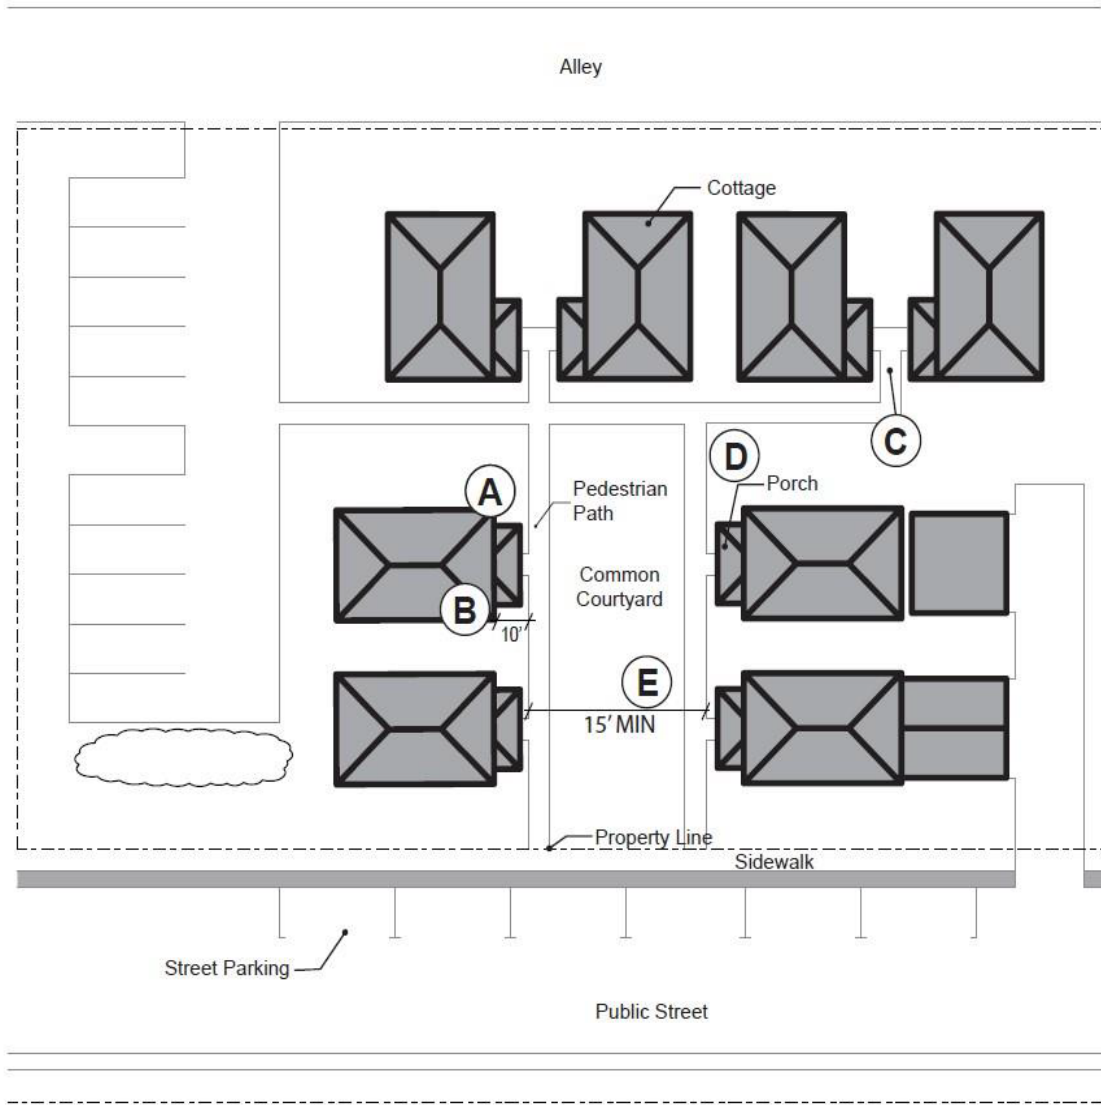 Alley
Cottage
C
D
Porch
A
Pedestrian
Path
Common
Courtyard
B
10'
E
15' MIN
Property Line
Sidewalk
Street Parking
Public Street